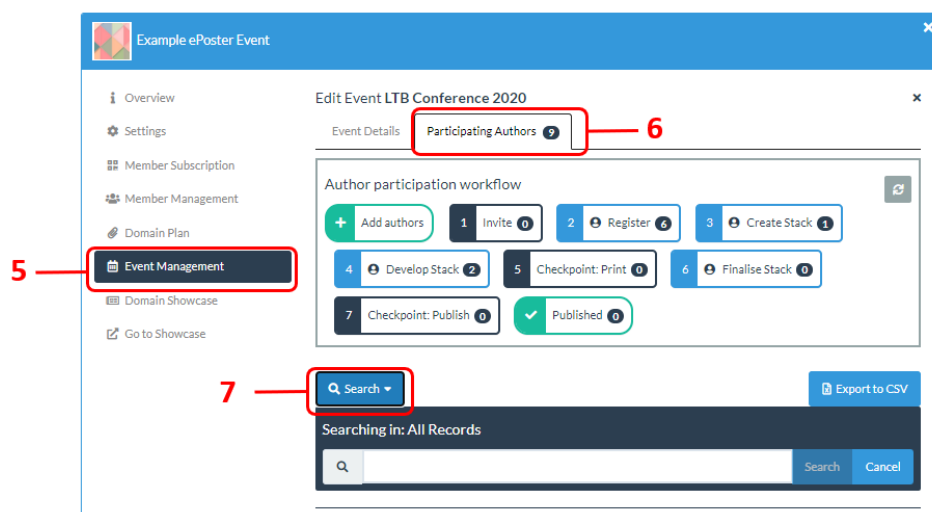 Example ePoster Event
Overview
Settings
Member Subscription
Member Management
Domain Plan
5
Event Management
Domain Showcase
Go to Showcase
Edit Event LTB Conference 2020
Event Details
Participating Authors 9
6
Author participation workflow
Add authors
1 Invite 0
2 Register 6
3 Create Stack 1
4 Develop Stack 2
5 Checkpoint: Print 0
6 Finalise Stack 0
7 Checkpoint: Publish 0
Published 0
7
Search
Export to CSV
Searching in: All Records
Search
Cancel